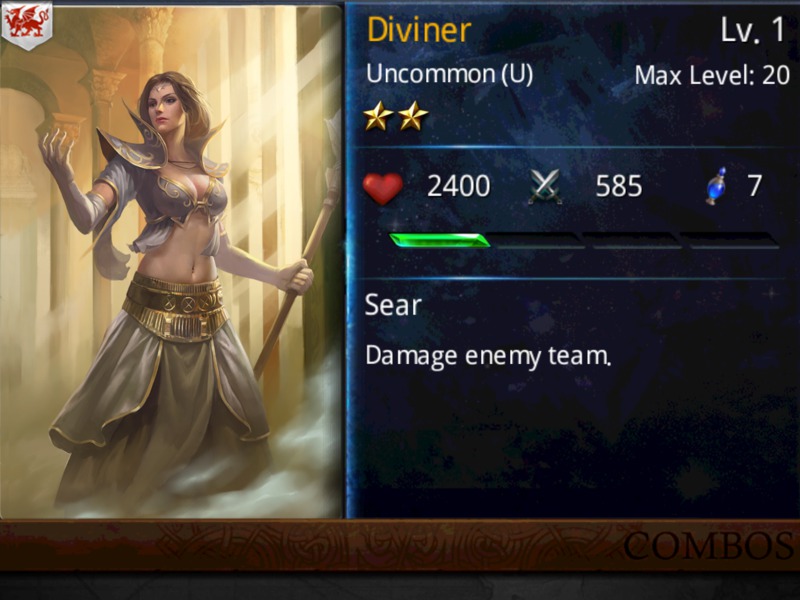 Diviner Lv. 1
Uncommon (U) Max Level: 20
2400 585 7
Sear
Damage enemy team.
COMBOS